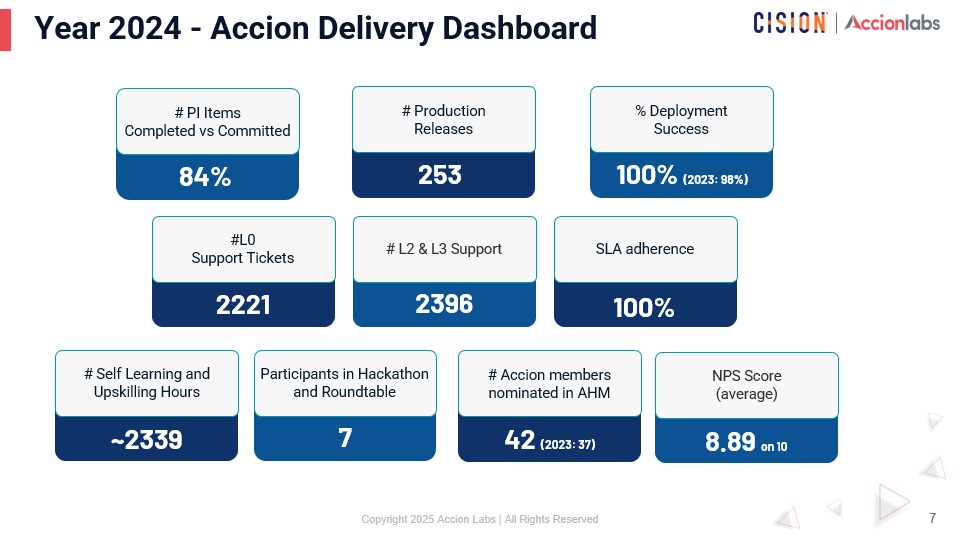 Year 2024 - Accion Delivery Dashboard
CISION
Accionlabs
# PI Items
Completed vs Committed
84%
# Production
Releases
253
% Deployment
Success
100% (2023: 98%)
#L0
Support Tickets
2221
# L2 & L3 Support
2396
SLA adherence
100%
# Self Learning and
Upskilling Hours
~2339
Participants in Hackathon
and Roundtable
7
# Accion members
nominated in AHM
42 (2023: 37)
NPS Score
(average)
8.89 on 10
Copyright 2025 Accion Labs | All Rights Reserved
7